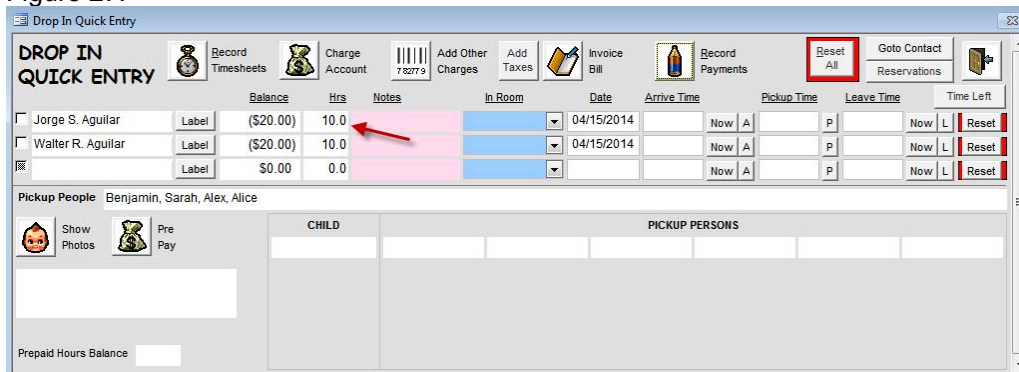 Drop In Quick Entry
DROP IN QUICK ENTRY
Record Timesheets
Charge Account
782779
Add Other Charges
Add Taxes
Invoice Bill
Record Payments
Reset All
Goto Contact
Reservations
Balance Hrs Notes In Room Date Arrive Time Pickup Time Leave Time Time Left
Jorge S. Aguilar Label ($20.00) 10.0 04/15/2014 Now A P Now L Reset
Walter R. Aguilar Label ($20.00) 10.0 04/15/2014 Now A P Now L Reset
Label $0.00 0.0 Now A P Now L Reset
Pickup People Benjamin, Sarah, Alex, Alice
Show Photos
Pre Pay
CHILD PICKUP PERSONS
Prepaid Hours Balance